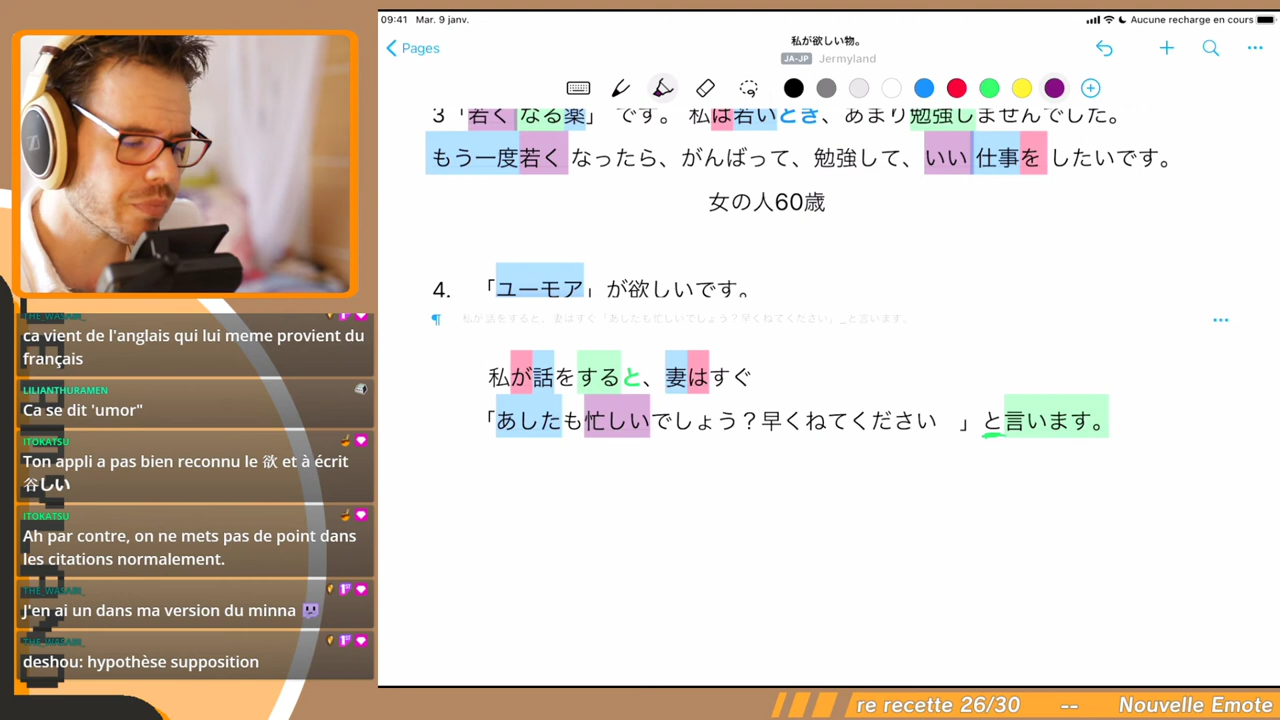 09:41 Mar. 9 janv.
Aucune recharge en cours
Pages
私が欲しい物。
JA-JP Jermyland
3「若くなる薬」 です。 私は若いとき、あまり勉強しませんでした。
もう一度若く なったら、がんばって、勉強して、いい 仕事を したいです。
女の人60歳
4. 「ユーモア」が欲しいです。
私が 話をすると、妻はすぐ「あしたも忙しいでしょう？早くねてください」_と言います。
私が話をすると、妻はすぐ
「あしたも忙しいでしょう？早くねてください 」と言います。
THE_WASABI_
ca vient de l'anglais qui lui meme provient du
français
LILIANTHURAMEN
Ca se dit 'umor"
ITOKATSU
Ton appli a pas bien reconnu le 欲 et à écrit
谷しい
ITOKATSU
Ah par contre, on ne mets pas de point dans
les citations normalement.
THE_WASABI_
J'en ai un dans ma version du minna
THE_WASABI_
deshou: hypothèse supposition
re recette 26/30 -- Nouvelle Emote